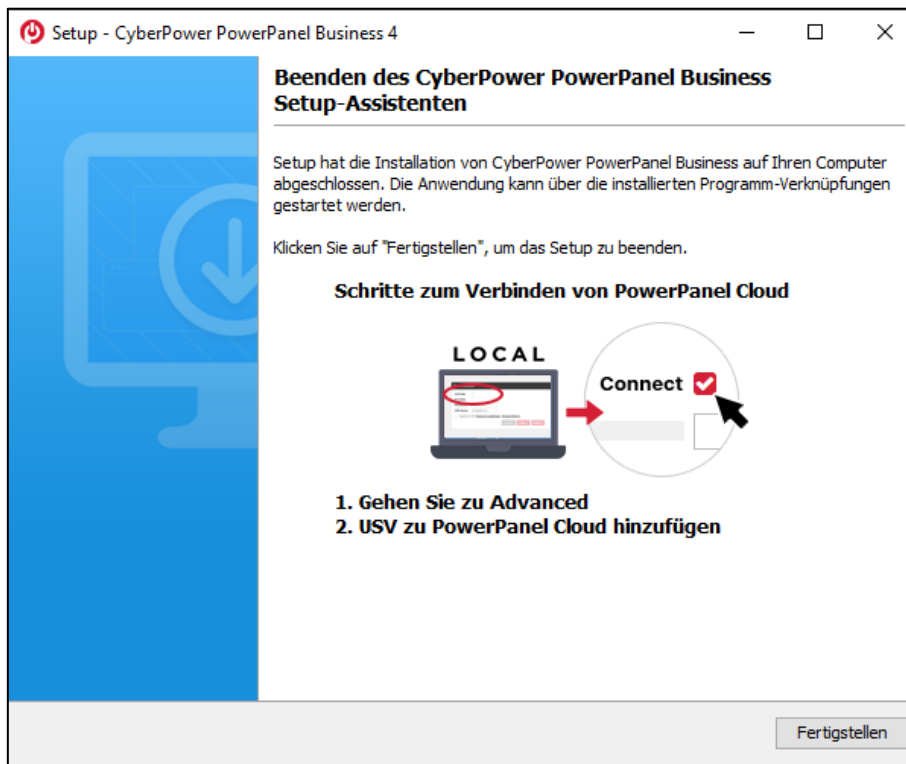 Setup - CyberPower PowerPanel Business 4
Beenden des CyberPower PowerPanel Business
Setup-Assistenten
Setup hat die Installation von CyberPower PowerPanel Business auf Ihren Computer
abgeschlossen. Die Anwendung kann über die installierten Programm-Verknüpfungen
gestartet werden.
Klicken Sie auf "Fertigstellen", um das Setup zu beenden.
Schritte zum Verbinden von PowerPanel Cloud
LOCAL
Connect
1. Gehen Sie zu Advanced
2. USV zu PowerPanel Cloud hinzufügen
Fertigstellen